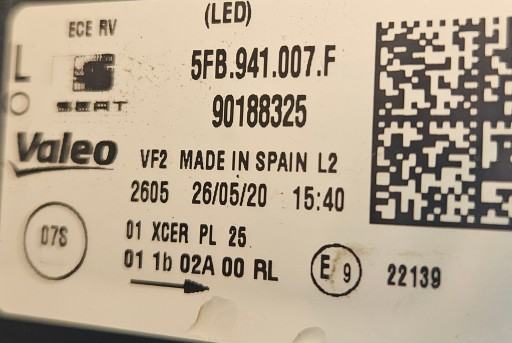 (LED)
ECE RV
L
5FB.941.007.F
SEAT
90188325
Valeo
VF2 MADE IN SPAIN L2
2605 26/05/20 15:40
07S
01 XCER PL 25
01 1b 02A 00 RL
E 9
22139